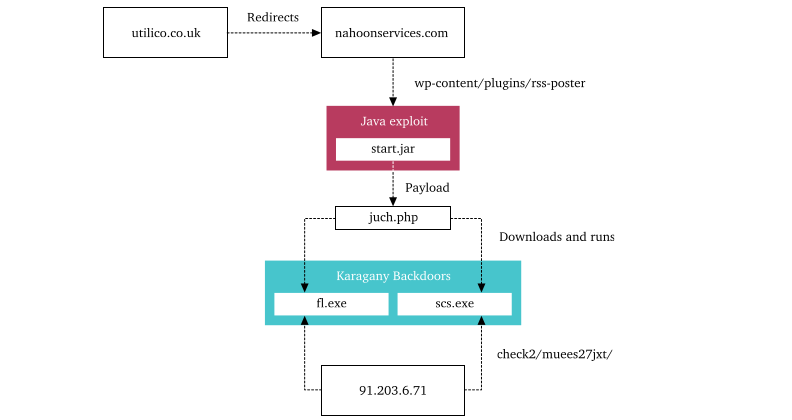 Redirects
utilico.co.uk
nahoonservices.com
wp-content/plugins/rss-poster
Java exploit
start.jar
Payload
juch.php
Downloads and runs
Karagany Backdoors
fl.exe
scs.exe
check2/muees27jxt/
91.203.6.71